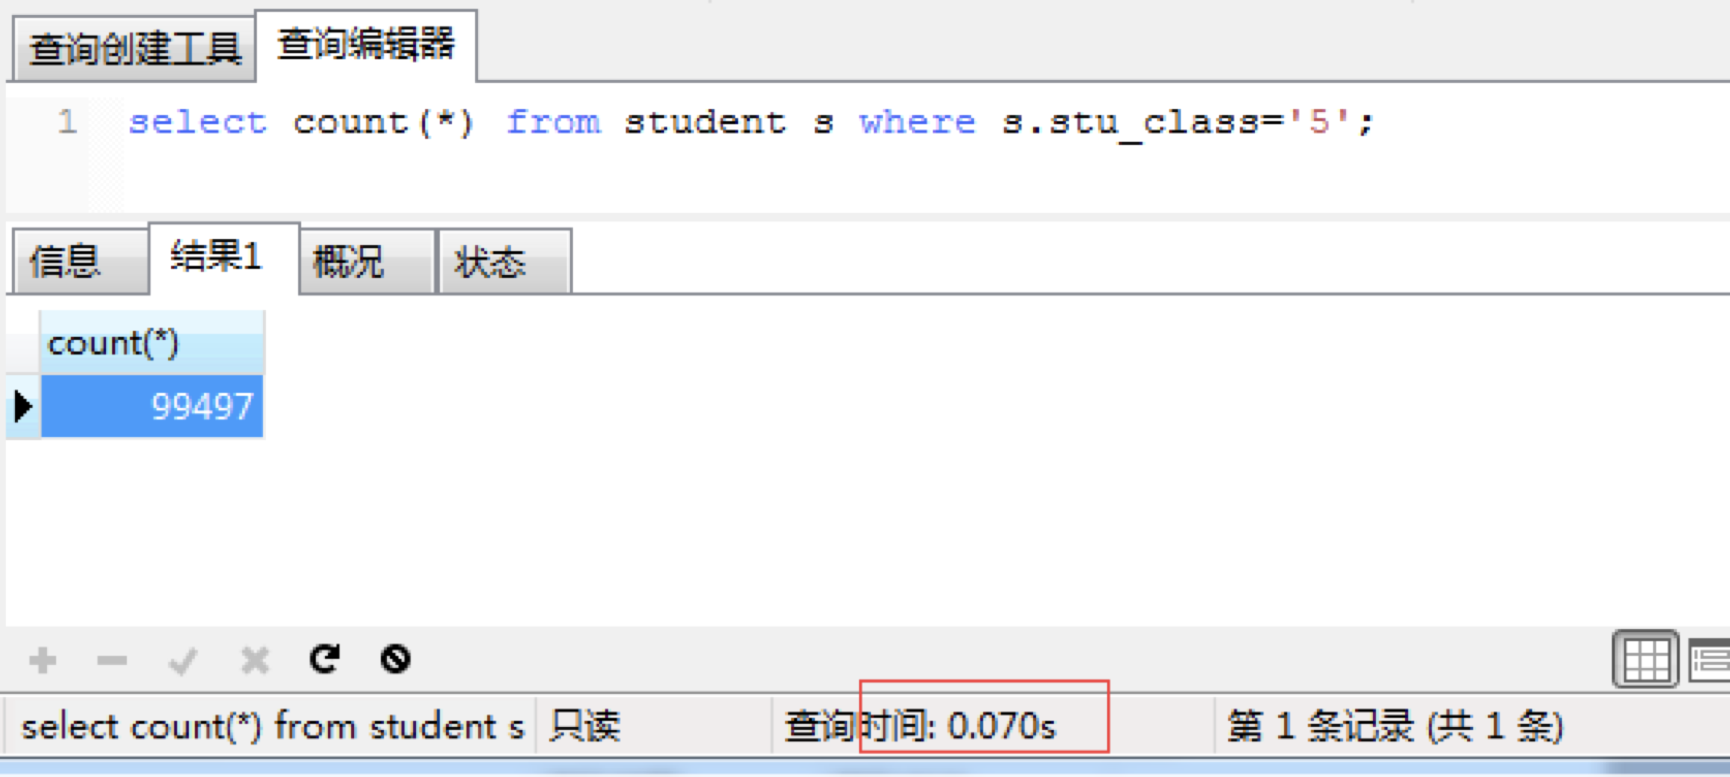 查询创建工具 查询编辑器
1 select count(*) from student s where s.stu_class='5';
信息 结果1 概况 状态
count(*)
99497
select count(*) from student s 只读 查询时间: 0.070s 第 1 条记录 (共 1 条)